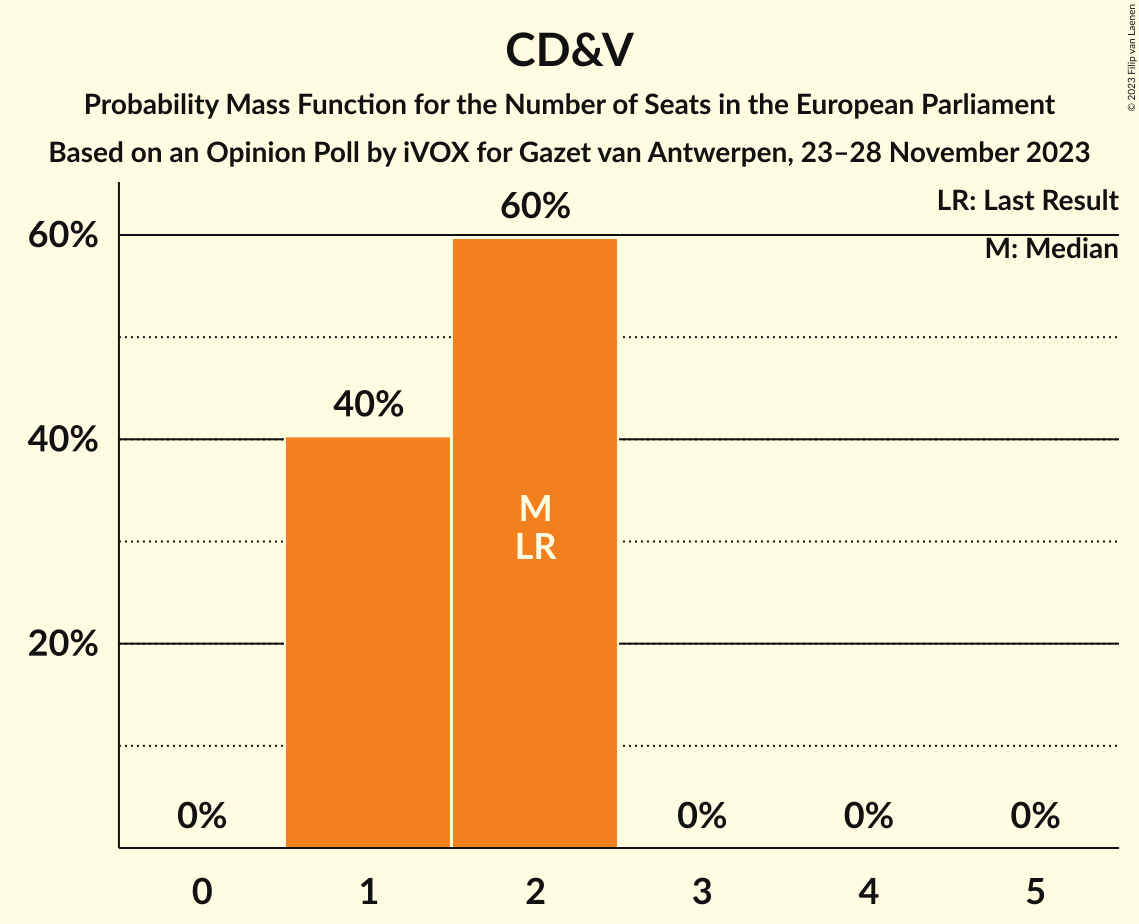 CD&V
Probability Mass Function for the Number of Seats in the European Parliament
Based on an Opinion Poll by iVOX for Gazet van Antwerpen, 23–28 November 2023
© 2023 Filip van Laenen
LR: Last Result
M: Median
60%
40%
20%
0%
40%
60%
M
LR
0%
0%
0%
0
1
2
3
4
5